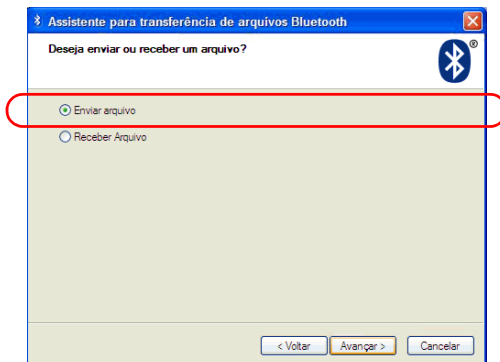 Assistente para transferência de arquivos Bluetooth
Deseja enviar ou receber um arquivo?
®
Enviar arquivo
Receber Arquivo
< Voltar Avançar > Cancelar